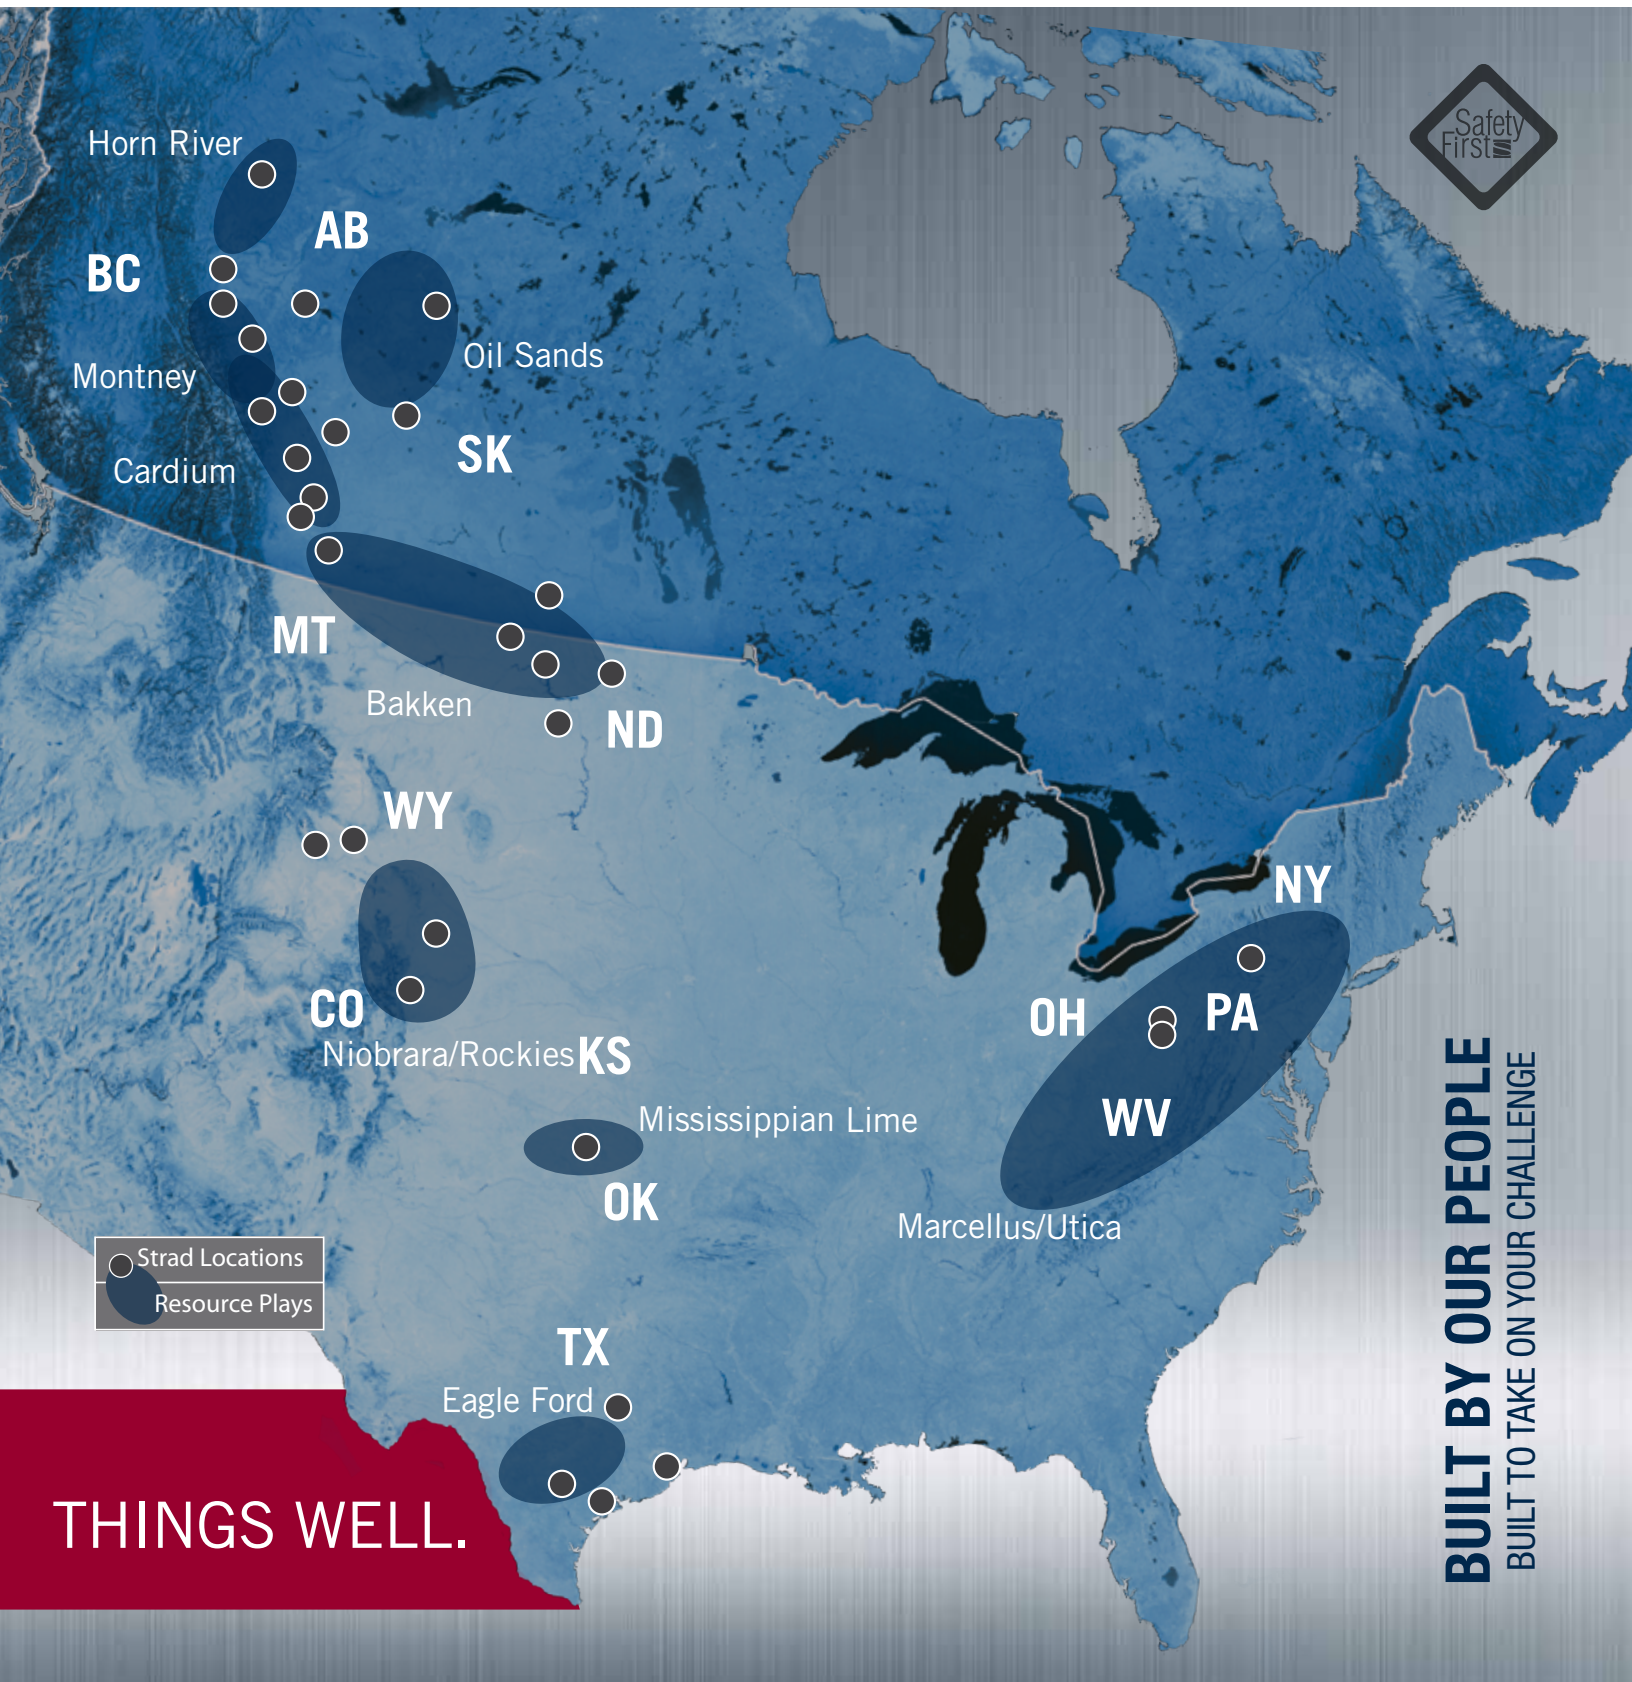 Safety
First
Horn River
AB
BC
Oil Sands
Montney
SK
Cardium
MT
Bakken
ND
WY
NY
CO
OH
PA
Niobrara/Rockies
KS
WV
Mississippian Lime
OK
Marcellus/Utica
Strad Locations
Resource Plays
TX
Eagle Ford
THINGS WELL.
BUILT BY OUR PEOPLE
BUILT TO TAKE ON YOUR CHALLENGE